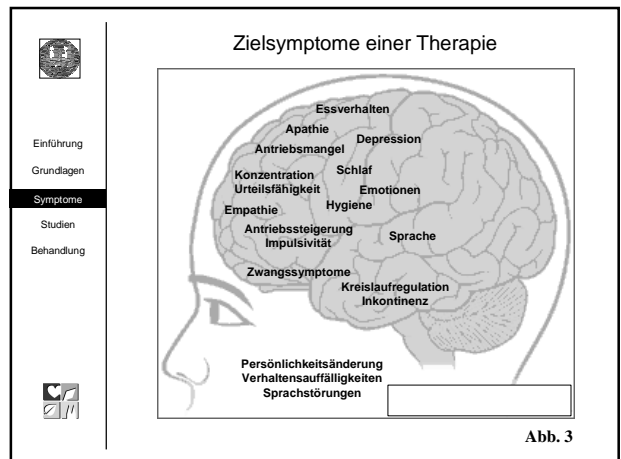 Zielsymptome einer Therapie
Einführung
Grundlagen
Symptome
Studien
Behandlung
Essverhalten
Apathie
Depression
Antriebsmangel
Schlaf
Konzentration
Urteilsfähigkeit
Emotionen
Hygiene
Empathie
Antriebssteigerung
Impulsivität
Sprache
Zwangssymptome
Kreislaufregulation
Inkontinenz
Persönlichkeitsänderung
Verhaltensauffälligkeiten
Sprachstörungen
Abb. 3